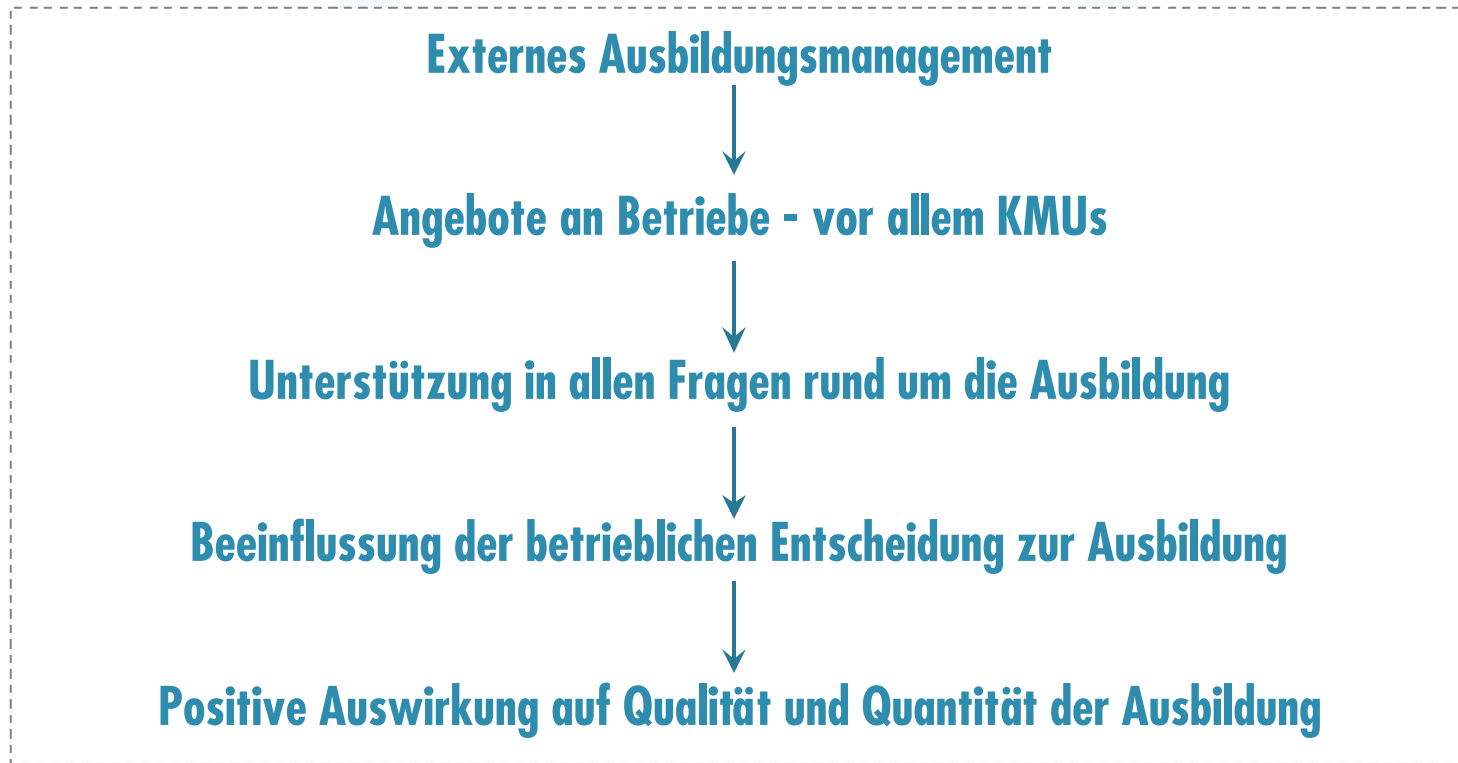 Externes Ausbildungsmanagement
Angebote an Betriebe - vor allem KMUs
Unterstützung in allen Fragen rund um die Ausbildung
Beeinflussung der betrieblichen Entscheidung zur Ausbildung
Positive Auswirkung auf Qualität und Quantität der Ausbildung